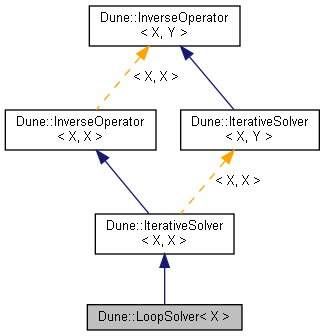 Dune::InverseOperator
< X, Y >
< X, X >
Dune::InverseOperator
< X, X >
Dune::IterativeSolver
< X, Y >
< X, X >
Dune::IterativeSolver
< X, X >
Dune::LoopSolver< X >